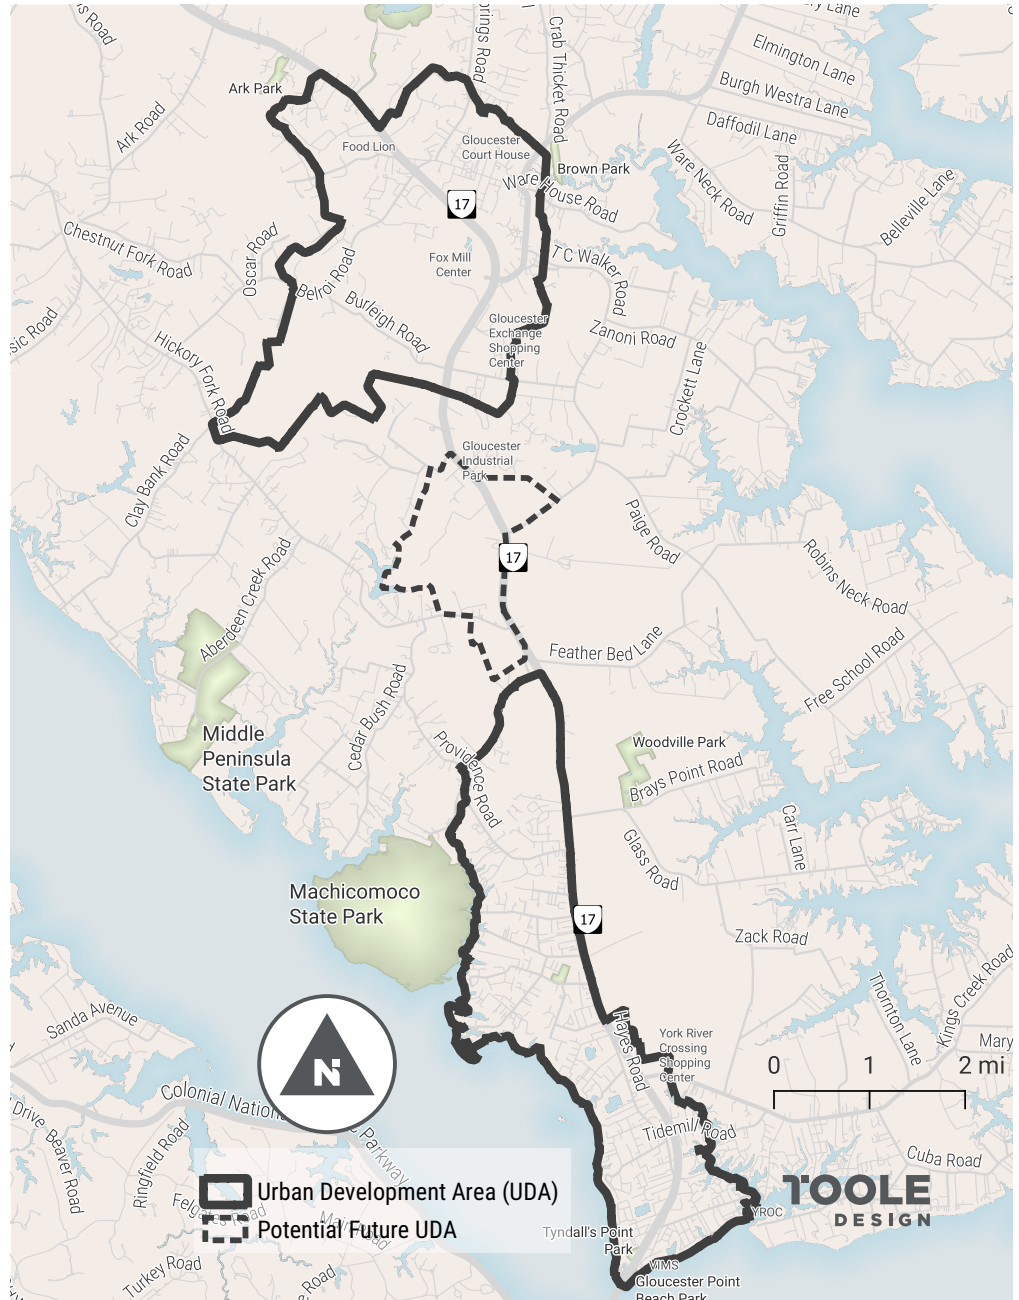 Elmington Lane
Burgh Westra Lane
Daffodil Lane
Crab Thicket Road
Ark Park
Ark Road
Food Lion
Gloucester
Court House
Brown Park
Ware House Road
Ware Neck Road
Griffin Road
Belleville Lane
17
Chestnut Fork Road
Oscar Road
Belroi Road
Fox Mill
Center
T C Walker Road
Burleigh Road
Gloucester
Exchange
Shopping
Center
Zanoni Road
Hickory Fork Road
Crockett Lane
Clay Bank Road
Gloucester
Industrial
Park
Paige Road
17
Robins Neck Road
Aberdeen Creek Road
Feather Bed Lane
Free School Road
Cedar Bush Road
Middle
Peninsula
State Park
Providence Road
Woodville Park
Brays Point Road
Carr Lane
Glass Road
Machicomoco
State Park
17
Zack Road
Thornton Lane
Kings Creek Road
Sanda Avenue
Hayes Road
York River
Crossing
Shopping
Center
Mary
0 1 2 mi
N
Colonial
Parkway
Drive
Beaver Road
Ringfield Road
Tidemill Road
Cuba Road
Urban Development Area (UDA)
Potential Future UDA
TOOLE
DESIGN
YROC
Tyndall's Point
Park
VIMS
Gloucester Point
Beach Park
Turkey Road
Road